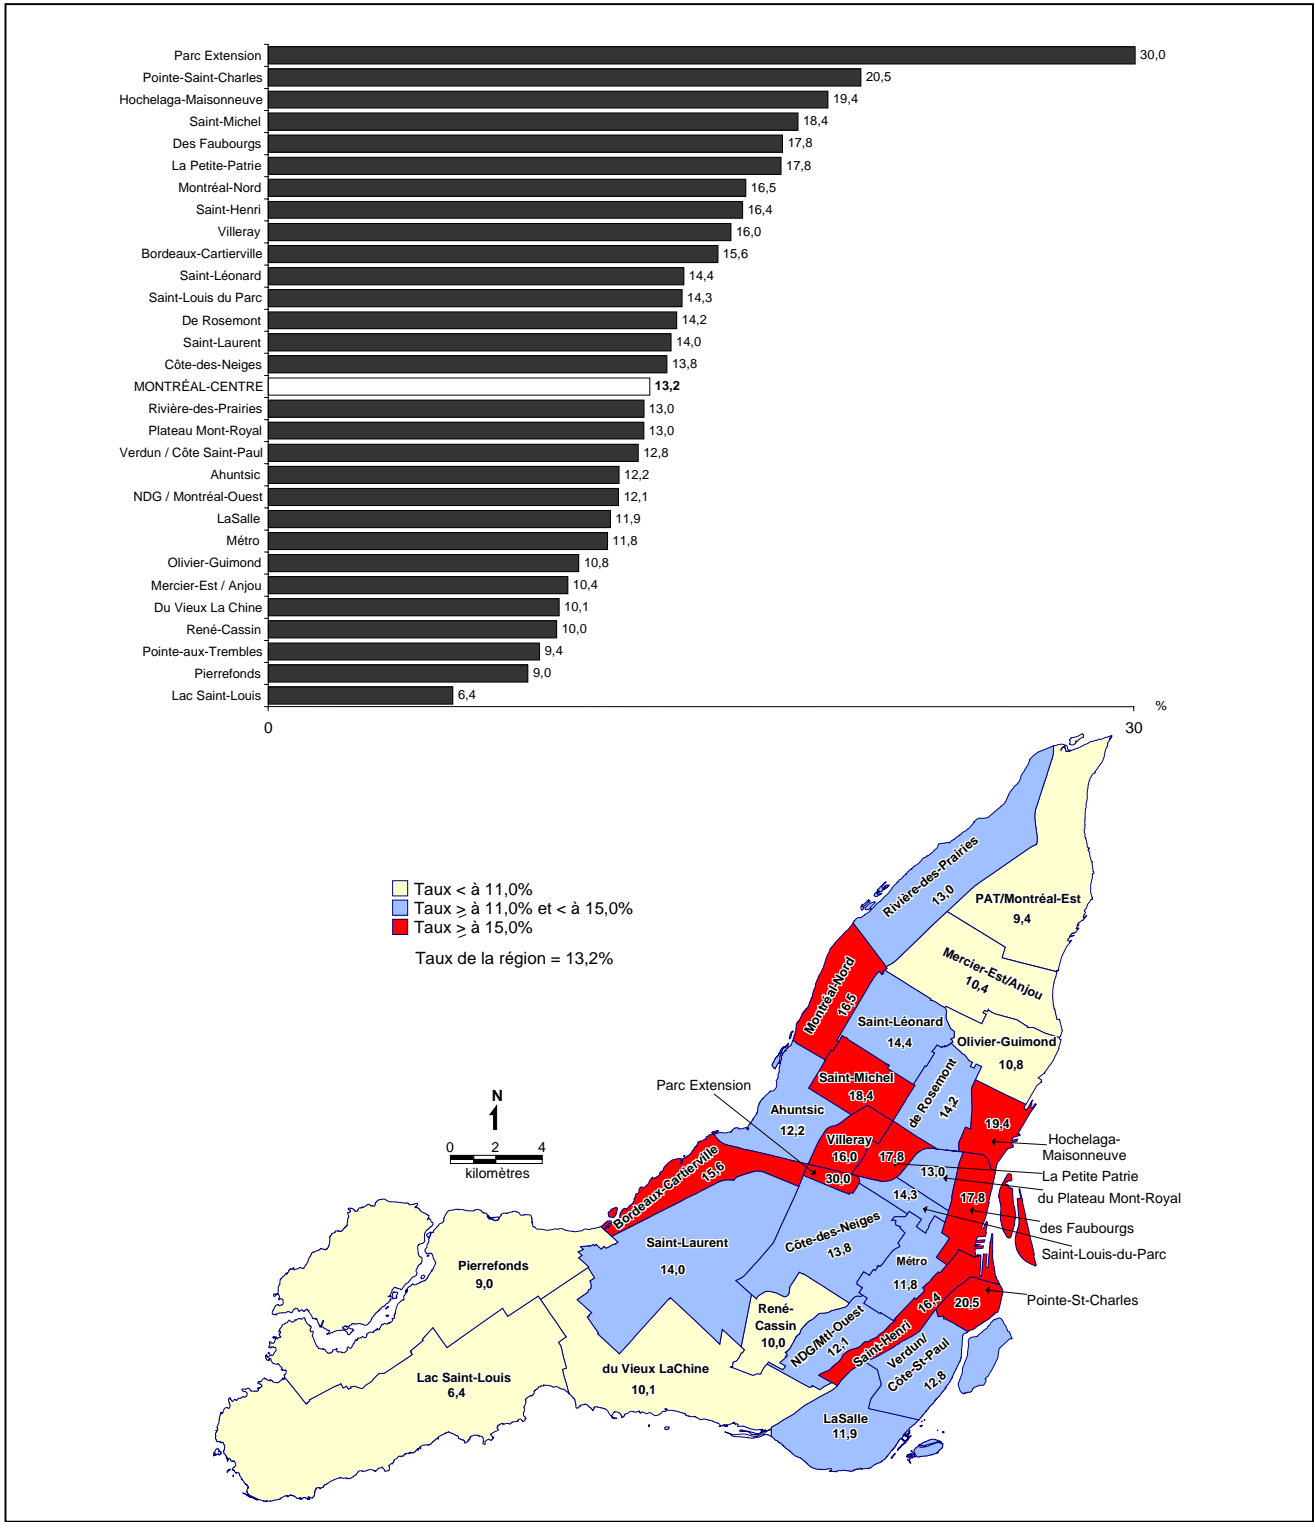 Parc Extension 30,0
Pointe-Saint-Charles 20,5
Hochelaga-Maisonneuve 19,4
Saint-Michel 18,4
Des Faubourgs 17,8
La Petite-Patrie 17,8
Montréal-Nord 16,5
Saint-Henri 16,4
Villeray 16,0
Bordeaux-Cartierville 15,6
Saint-Léonard 14,4
Saint-Louis du Parc 14,3
De Rosemont 14,2
Saint-Laurent 14,0
Côte-des-Neiges 13,8
MONTRÉAL-CENTRE 13,2
Rivière-des-Prairies 13,0
Plateau Mont-Royal 13,0
Verdun / Côte Saint-Paul 12,8
Ahuntsic 12,2
NDG / Montréal-Ouest 12,1
LaSalle 11,9
Métro 11,8
Olivier-Guimond 10,8
Mercier-Est / Anjou 10,4
Du Vieux La Chine 10,1
René-Cassin 10,0
Pointe-aux-Trembles 9,4
Pierrefonds 9,0
Lac Saint-Louis 6,4
%
0 30
Taux < à 11,0%
Taux ≥ à 11,0% et < à 15,0%
Taux ≥ à 15,0%
Taux de la région = 13,2%
Rivière-des-Prairies
13,0
PAT/Montréal-Est
9,4
Mercier-Est/Anjou
10,4
Montréal-Nord
16,5
Saint-Léonard
14,4
Olivier-Guimond
10,8
Saint-Michel
18,4
de Rosemont
14,2
Parc Extension
Ahuntsic
12,2
N
0 2 4
kilomètres
Villeray
16,0
17,8
19,4
Hochelaga-
Maisonneuve
La Petite Patrie
du Plateau Mont-Royal
Bordeaux-Cartierville
15,6
30,0
13,0
14,3
17,8
des Faubourgs
Saint-Louis-du-Parc
Saint-Laurent
14,0
Côte-des-Neiges
13,8
Métro
11,8
Pierrefonds
9,0
16,4
20,5
Pointe-St-Charles
René-
Cassin
10,0
NDG/Mtl-Ouest
12,1
Saint-Henri
Verdun/
Côte-St-Paul
12,8
Lac Saint-Louis
6,4
du Vieux LaChine
10,1
LaSalle
11,9